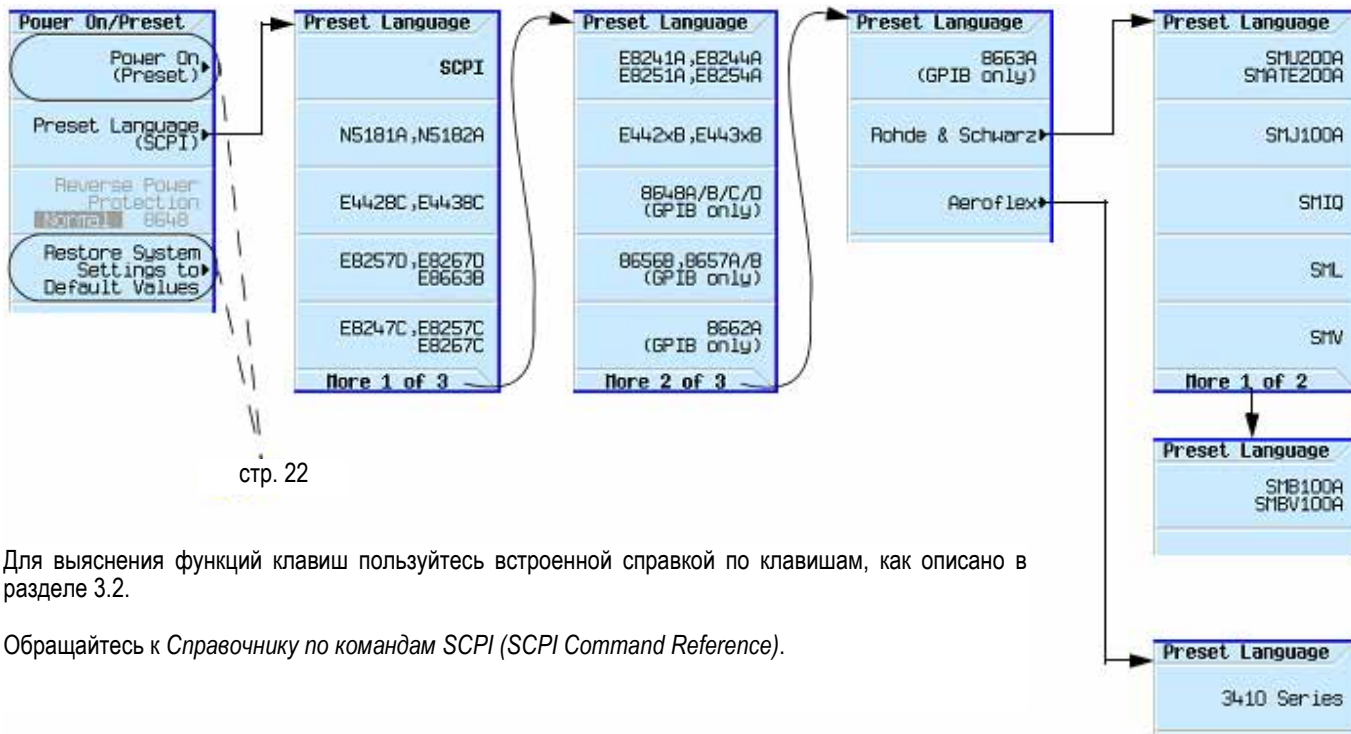 Power On/Preset
Power On
(Preset)
Preset Language
(SCPI)
Reverse Power
Protection
Normal 8648
Restore System
Settings to
Default Values
Preset Language
SCPI
N5181A,N5182A
E4428C,E4438C
E8257D,E8267D
E8663B
E8247C,E8257C
E8267C
More 1 of 3
Preset Language
E8241A,E8244A
E8251A,E8254A
E442xB,E443xB
8648A/B/C/D
(GPIB only)
8656B,8657A/B
(GPIB only)
8662A
(GPIB only)
More 2 of 3
Preset Language
8663A
(GPIB only)
Rohde & Schwarz
Aeroflex
Preset Language
SMU200A
SMATE200A
SMJ100A
SMIQ
SML
SMV
More 1 of 2
Preset Language
SMB100A
SMBV100A
Preset Language
3410 Series
стр. 22
Для выяснения функций клавиш пользуйтесь встроенной справкой по клавишам, как описано в
разделе 3.2.
Обращайтесь к Справочнику по командам SCPI (SCPI Command Reference).